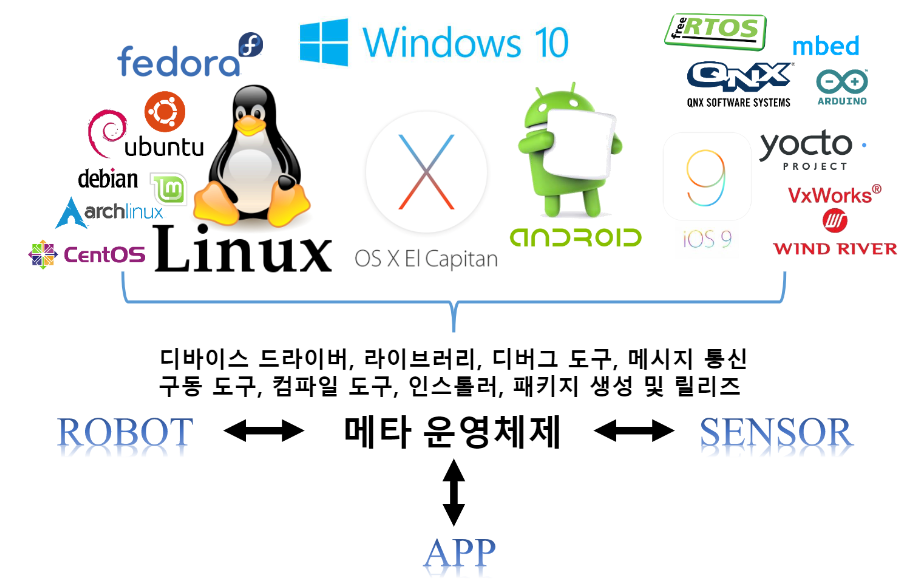 fedora
Windows 10
free RTOS
mbed
QNX
QNX SOFTWARE SYSTEMS
ARDUINO
ubuntu
debian
archlinux
CentOS
Linux
X
OS X El Capitan
ANDROID
9
iOS 9
yocto
PROJECT
VxWorks®
WIND RIVER
디바이스 드라이버, 라이브러리, 디버그 도구, 메시지 통신
구동 도구, 컴파일 도구, 인스톨러, 패키지 생성 및 릴리즈
ROBOT
메타 운영체제
SENSOR
APP